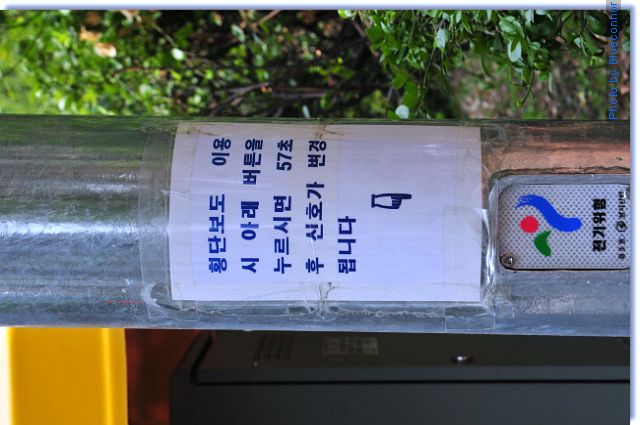 횡단보도 이용
시 아래 버튼을
누르시면 57초
후 신호가 변경
됩니다
전기위험
Photo by Blueconnor